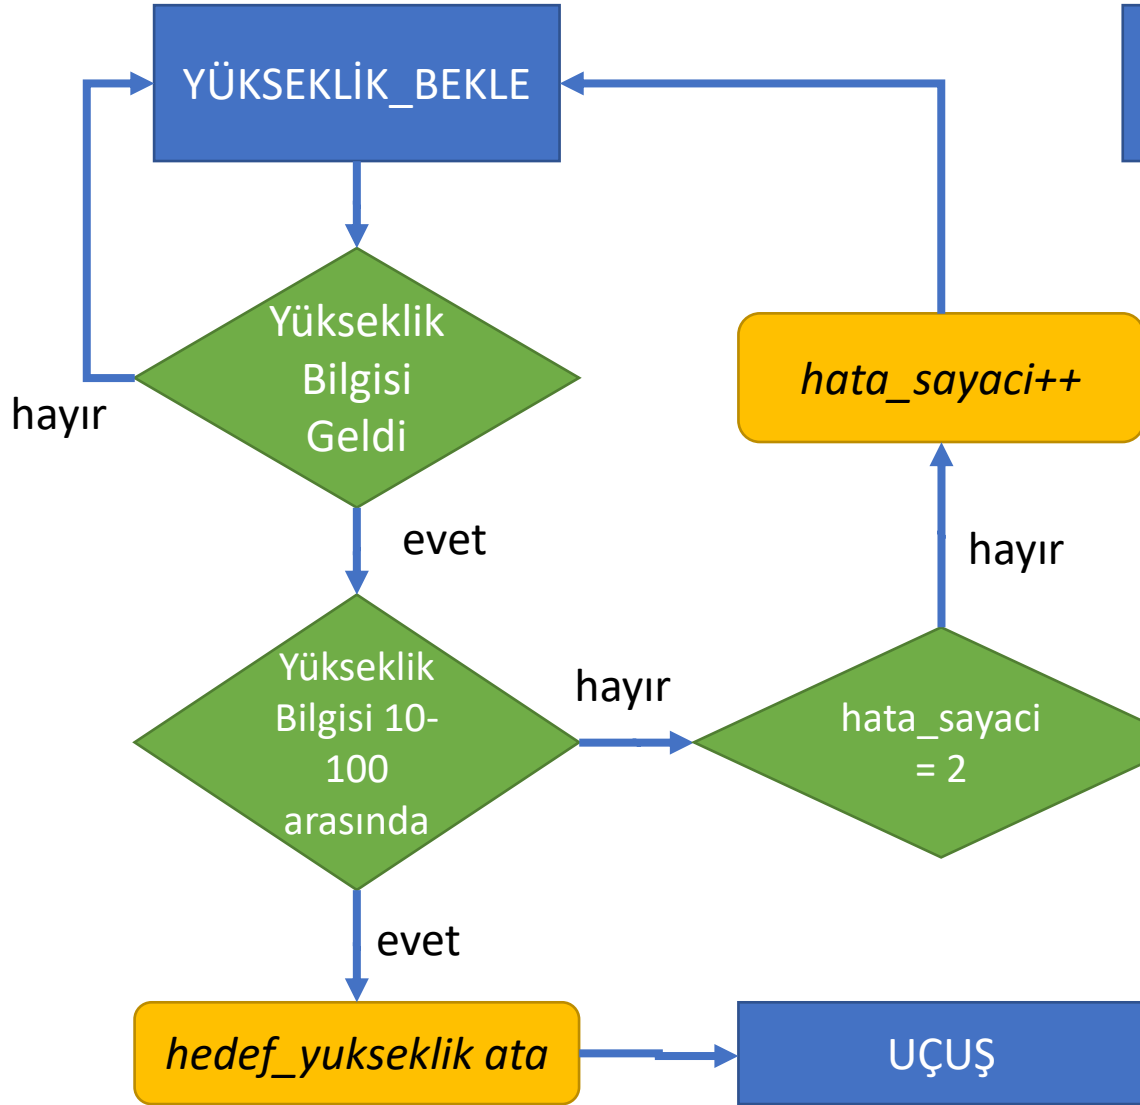 YÜKSEKLİK_BEKLE
Yükseklik
Bilgisi
Geldi
hayır
hata_sayaci++
evet
hayır
Yükseklik
Bilgisi 10-
100
arasında
hayır
hata_sayaci
= 2
evet
hedef_yukseklik ata
UÇUŞ